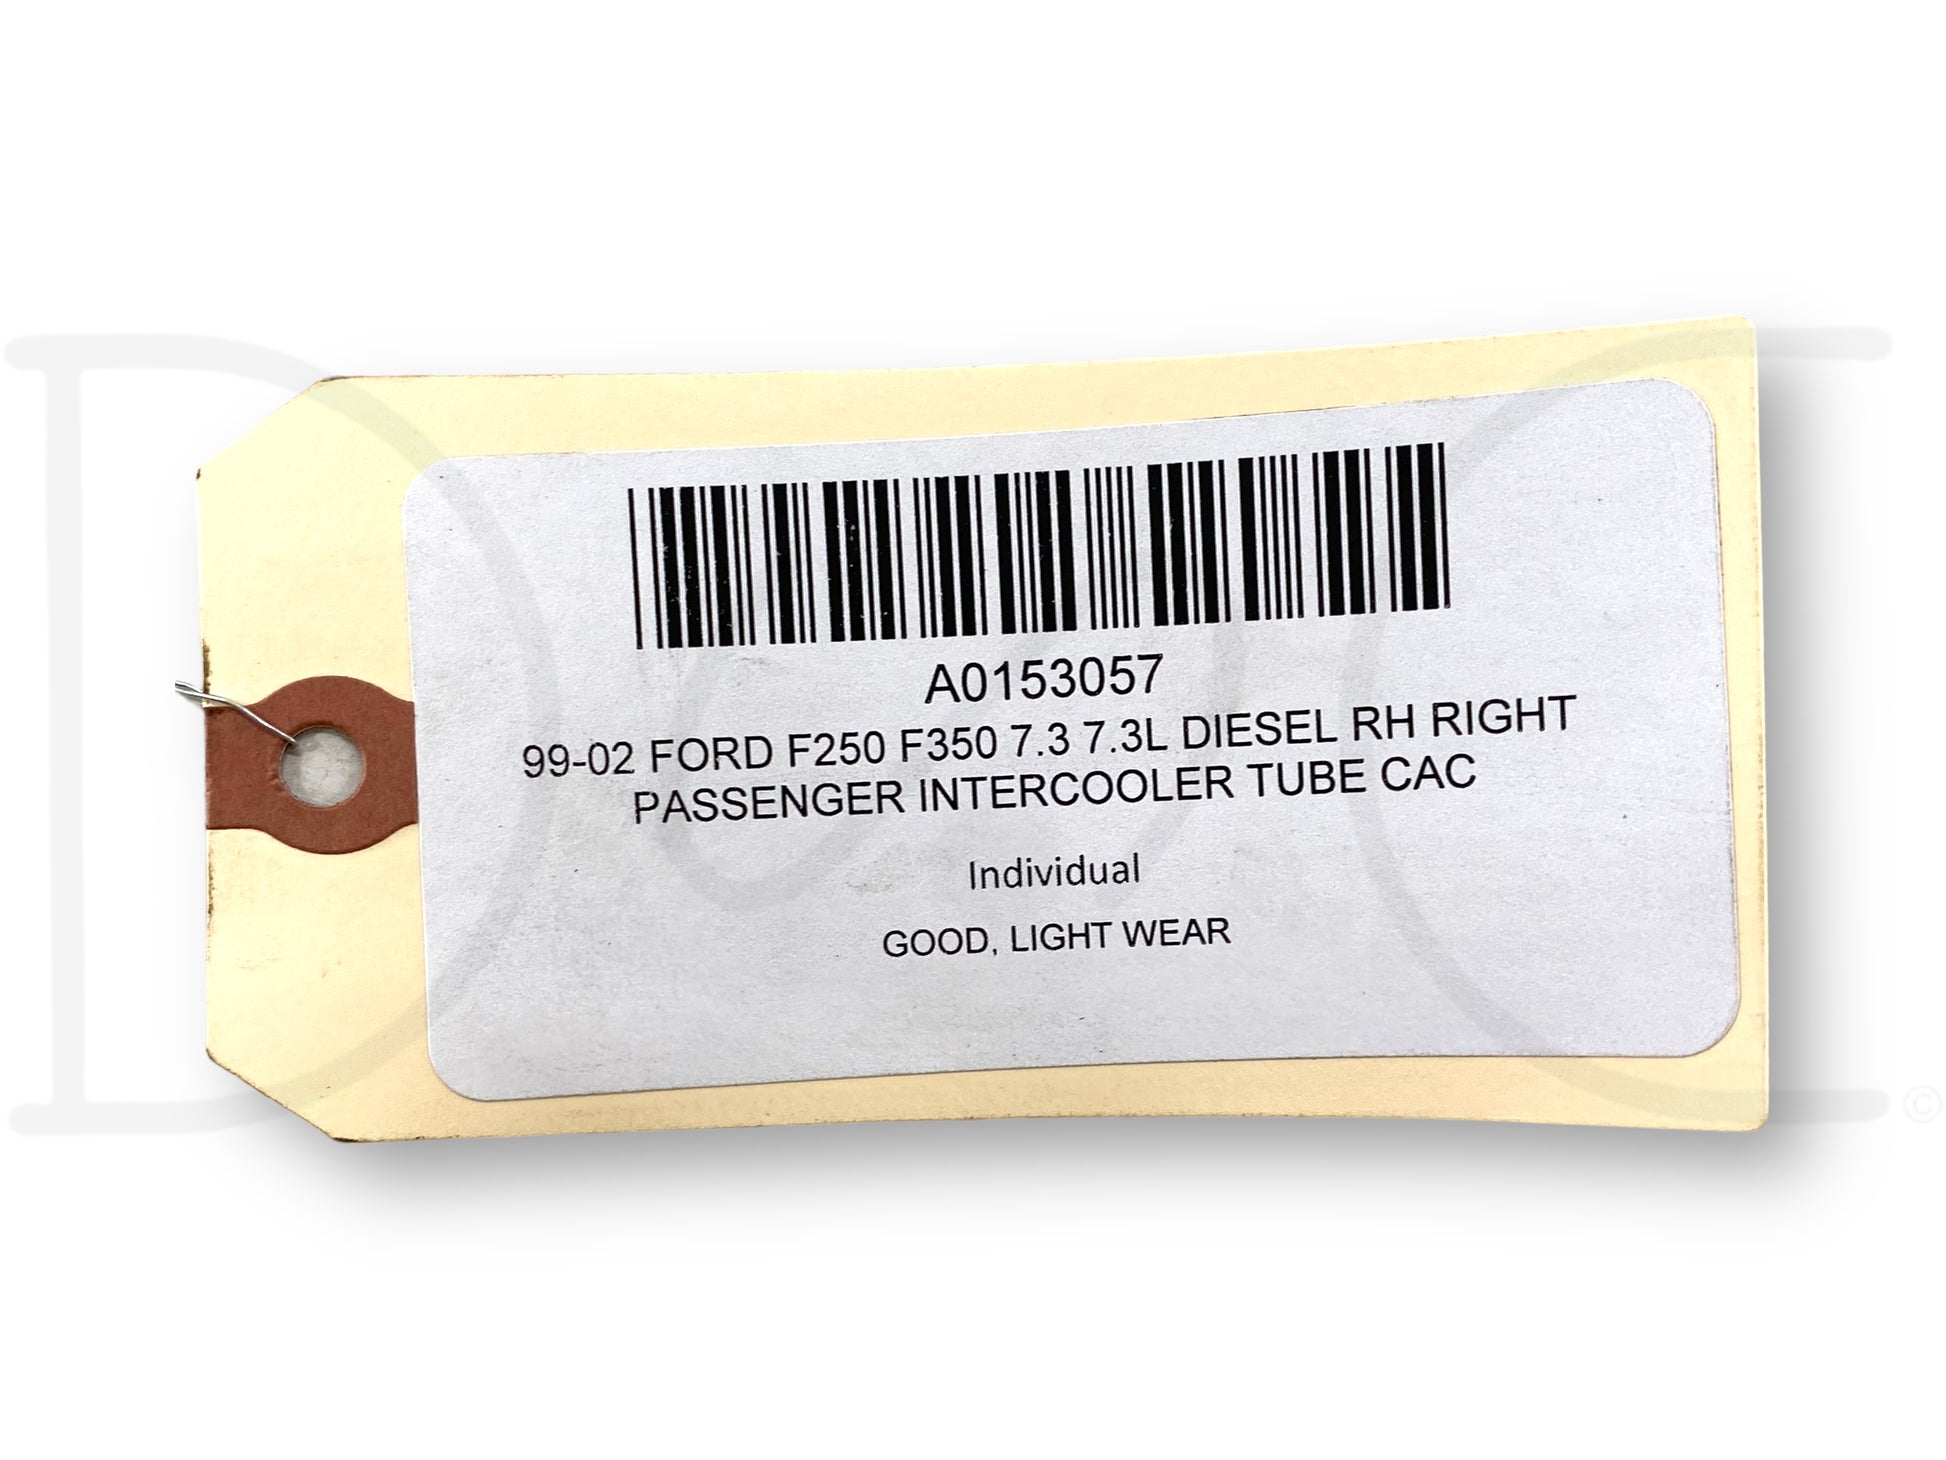 A0153057
99-02 FORD F250 F350 7.3 7.3L DIESEL RH RIGHT
PASSENGER INTERCOOLER TUBE CAC
Individual
GOOD, LIGHT WEAR
DC
©